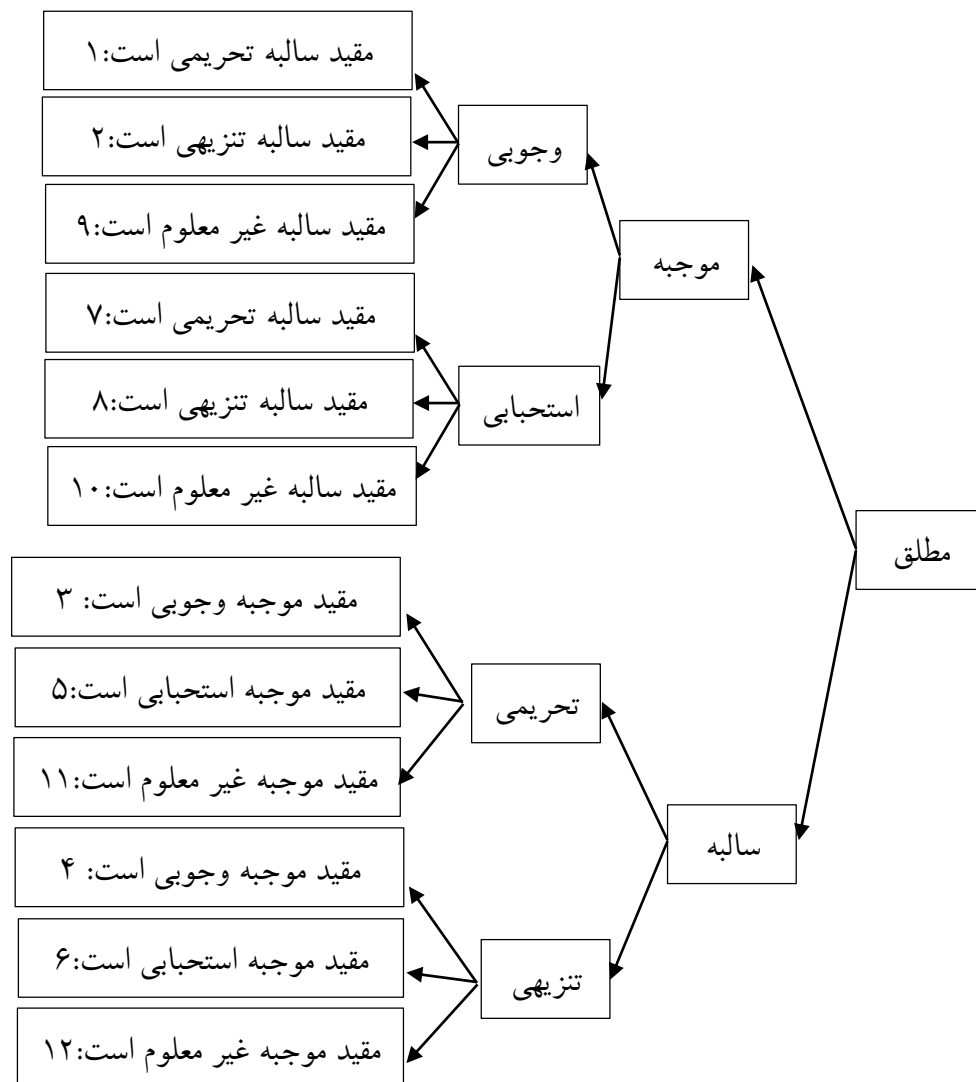 مطلق
موجبه
وجوبی
مقید سالبه تحریمی است:۱
مقید سالبه تنزیهی است:۲
مقید سالبه غیر معلوم است:۹
استحبابی
مقید سالبه تحریمی است:۷
مقید سالبه تنزیهی است:۸
مقید سالبه غیر معلوم است:۱۰
سالبه
تحریمی
مقید موجبه وجوبی است: ۳
مقید موجبه استحبابی است:۵
مقید موجبه غیر معلوم است:۱۱
تنزیهی
مقید موجبه وجوبی است: ۴
مقید موجبه استحبابی است:۶
مقید موجبه غیر معلوم است:۱۲